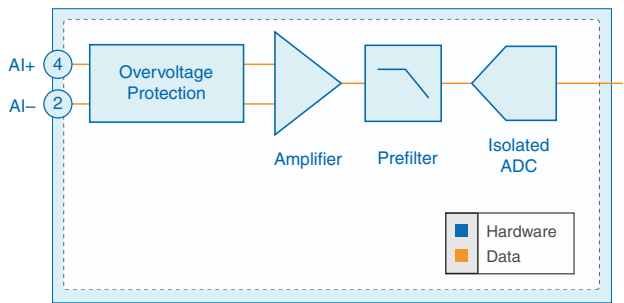 AI+
4
AI–
2
Overvoltage
Protection
Amplifier
Prefilter
Isolated
ADC
Hardware
Data